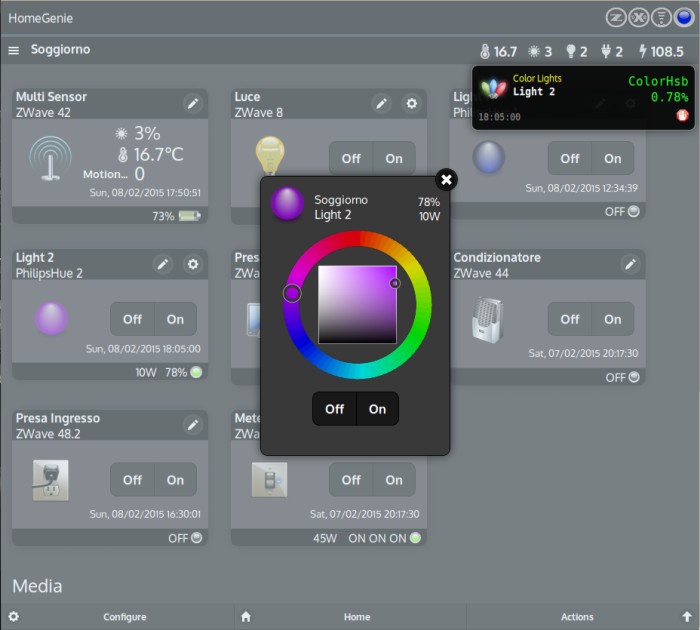 HomeGenie
Soggiorno
16.7 3 2 2 108.5
Color Lights
Light 2
ColorHsb
0.78%
18:05:00
Multi Sensor
ZWave 42
3%
16.7°C
Motion... 0
Sun, 08/02/2015 17:50:51
73%
Luce
ZWave 8
Off On
Off On
Sun, 08/02/2015 12:34:39
OFF
Soggiorno 78%
Light 2 10W
Off On
Light 2
PhilipsHue 2
Off On
Sun, 08/02/2015 18:05:00
10W 78%
Condizionatore
ZWave 44
Off On
Sat, 07/02/2015 20:17:30
OFF
Presa Ingresso
ZWave 48.2
Off On
Sun, 08/02/2015 16:30:01
OFF
Off On
Sat, 07/02/2015 20:17:30
45W ON ON ON
Media
Configure Home Actions